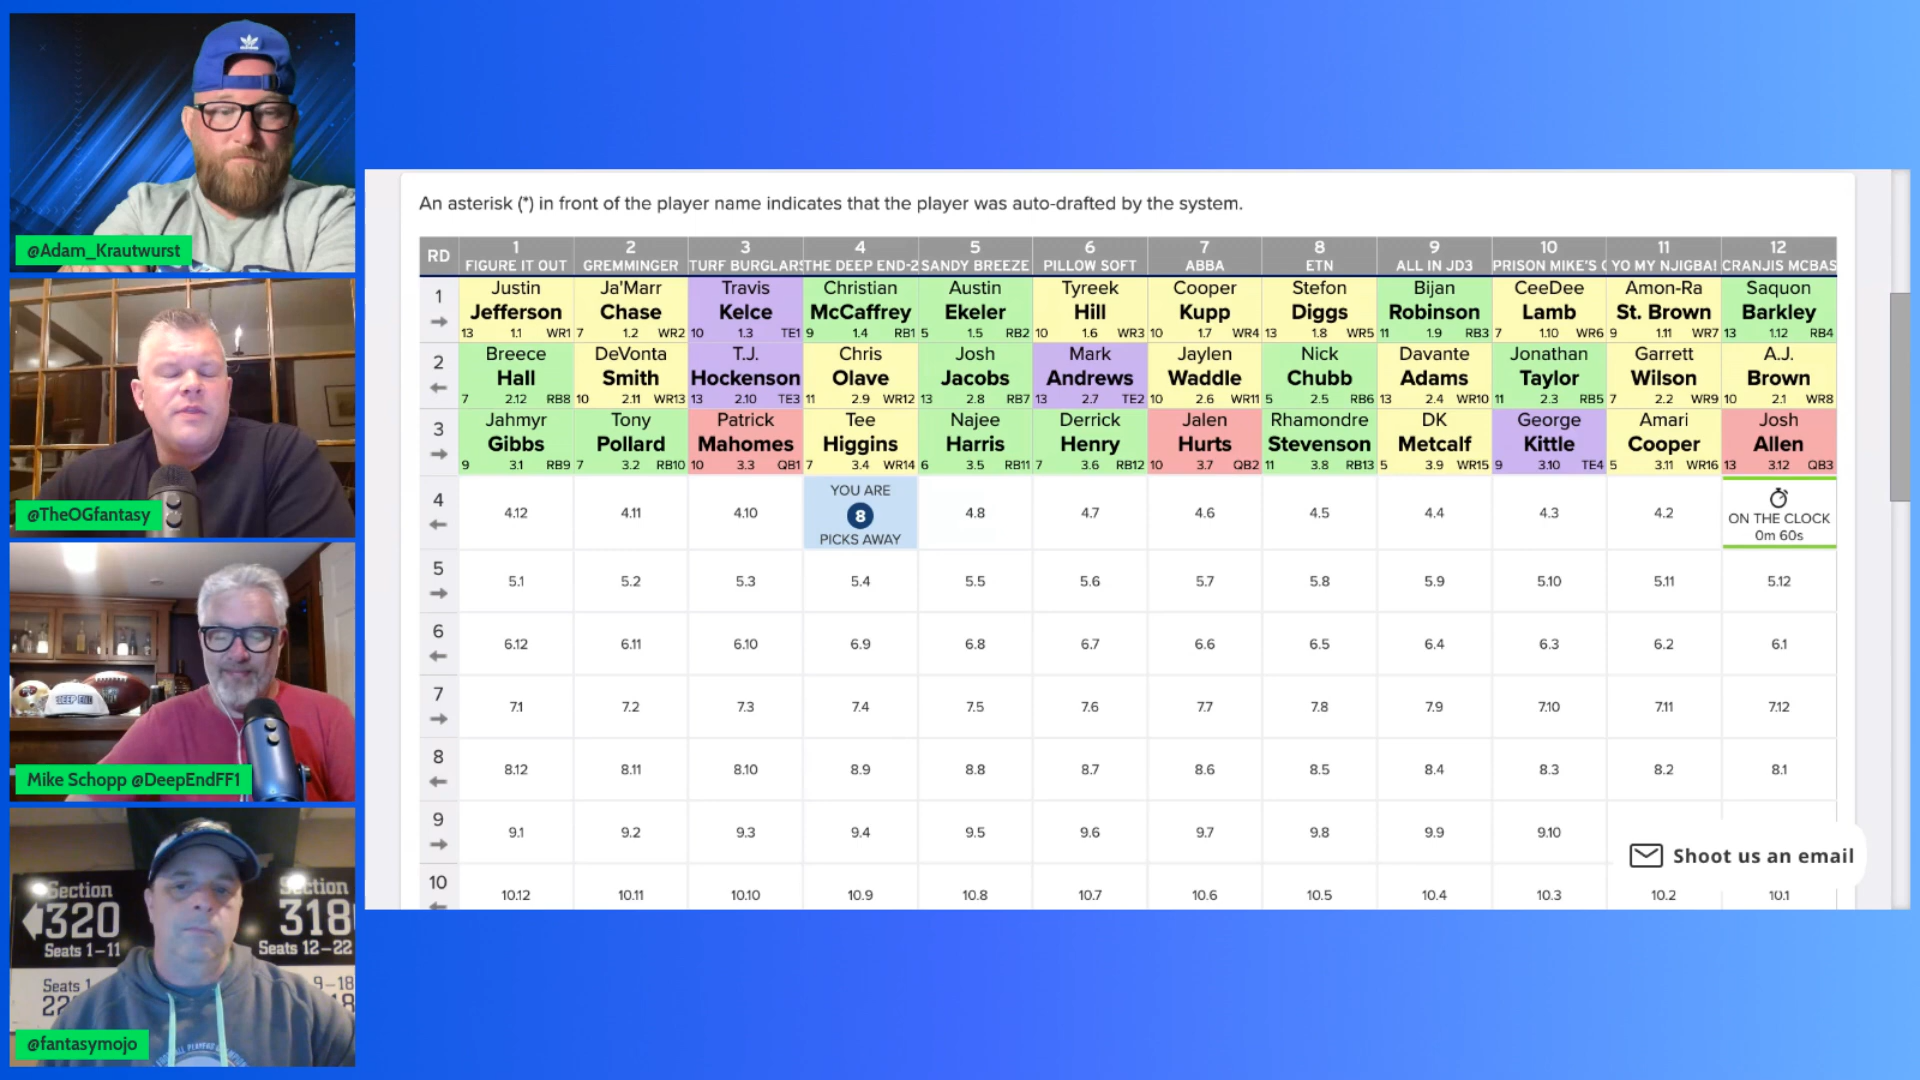 @Adam_Krautwurst
@TheOGfantasy
DEEP END
Mike Schopp @DeepEndFF1
Section
320
Seats 1-11
Section
318
Seats 12-22
@fantasymojo
An asterisk (*) in front of the player name indicates that the player was auto-drafted by the system.
RD 1 2 3 4 5 6 7 8 9 10 11 12
FIGURE IT OUT GREMMINGER TURF BURGLARS THE DEEP END-2 SANDY BREEZE PILLOW SOFT ABBA ETN ALL IN JD3 PRISON MIKE'S YO MY NJIGBA! CRANJIS MCBAS
1 Justin Ja'Marr Travis Christian Austin Tyreek Cooper Stefon Bijan CeeDee Amon-Ra Saquon
Jefferson Chase Kelce McCaffrey Ekeler Hill Kupp Diggs Robinson Lamb St. Brown Barkley
13 1.1 WR1 7 1.2 WR2 10 1.3 TE1 9 1.4 RB1 5 1.5 RB2 10 1.6 WR3 10 1.7 WR4 13 1.8 WR5 11 1.9 RB3 7 1.10 WR6 9 1.11 WR7 13 1.12 RB4
2 Breece DeVonta T.J. Chris Josh Mark Jaylen Nick Davante Jonathan Garrett A.J.
Hall Smith Hockenson Olave Jacobs Andrews Waddle Chubb Adams Taylor Wilson Brown
7 2.12 RB8 10 2.11 WR13 13 2.10 TE3 11 2.9 WR12 13 2.8 RB7 13 2.7 TE2 10 2.6 WR11 5 2.5 RB6 13 2.4 WR10 11 2.3 RB5 7 2.2 WR9 10 2.1 WR8
3 Jahmyr Tony Patrick Tee Najee Derrick Jalen Rhamondre DK George Amari Josh
Gibbs Pollard Mahomes Higgins Harris Henry Hurts Stevenson Metcalf Kittle Cooper Allen
9 3.1 RB9 7 3.2 RB10 10 3.3 QB1 7 3.4 WR14 6 3.5 RB11 7 3.6 RB12 10 3.7 QB2 11 3.8 RB13 5 3.9 WR15 9 3.10 TE4 5 3.11 WR16 13 3.12 QB3
4 4.12 4.11 4.10 YOU ARE 8 PICKS AWAY 4.8 4.7 4.6 4.5 4.4 4.3 4.2 ON THE CLOCK 0m 60s
5 5.1 5.2 5.3 5.4 5.5 5.6 5.7 5.8 5.9 5.10 5.11 5.12
6 6.12 6.11 6.10 6.9 6.8 6.7 6.6 6.5 6.4 6.3 6.2 6.1
7 7.1 7.2 7.3 7.4 7.5 7.6 7.7 7.8 7.9 7.10 7.11 7.12
8 8.12 8.11 8.10 8.9 8.8 8.7 8.6 8.5 8.4 8.3 8.2 8.1
9 9.1 9.2 9.3 9.4 9.5 9.6 9.7 9.8 9.9 9.10
10 10.12 10.11 10.10 10.9 10.8 10.7 10.6 10.5 10.4 10.3 10.2 10.1
Shoot us an email